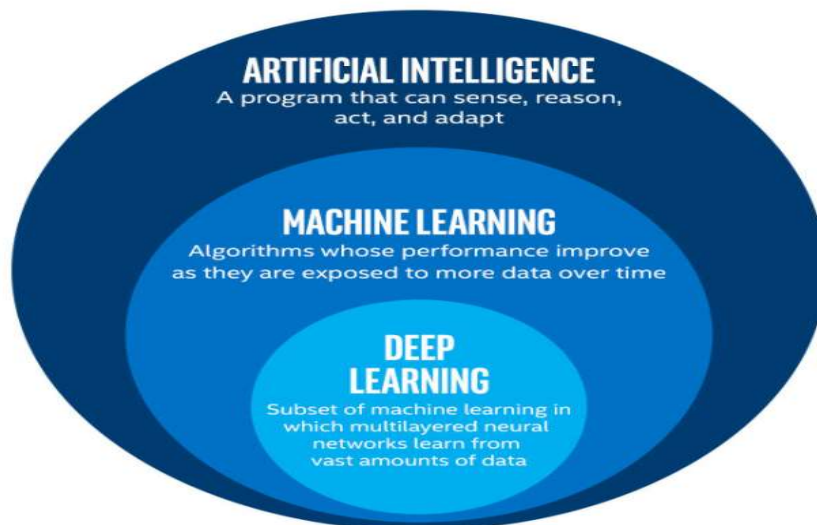 ARTIFICIAL INTELLIGENCE
A program that can sense, reason,
act, and adapt
MACHINE LEARNING
Algorithms whose performance improve
as they are exposed to more data over time
DEEP
LEARNING
Subset of machine learning in
which multilayered neural
networks learn from
vast amounts of data